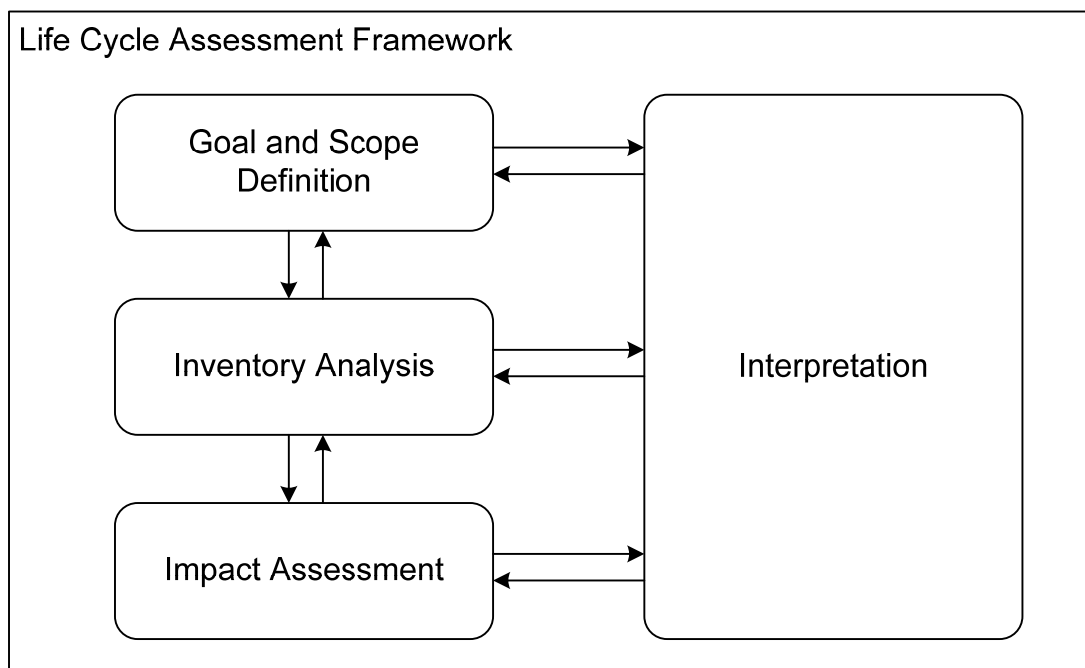 Life Cycle Assessment Framework
Goal and Scope
Definition
Inventory Analysis
Interpretation
Impact Assessment